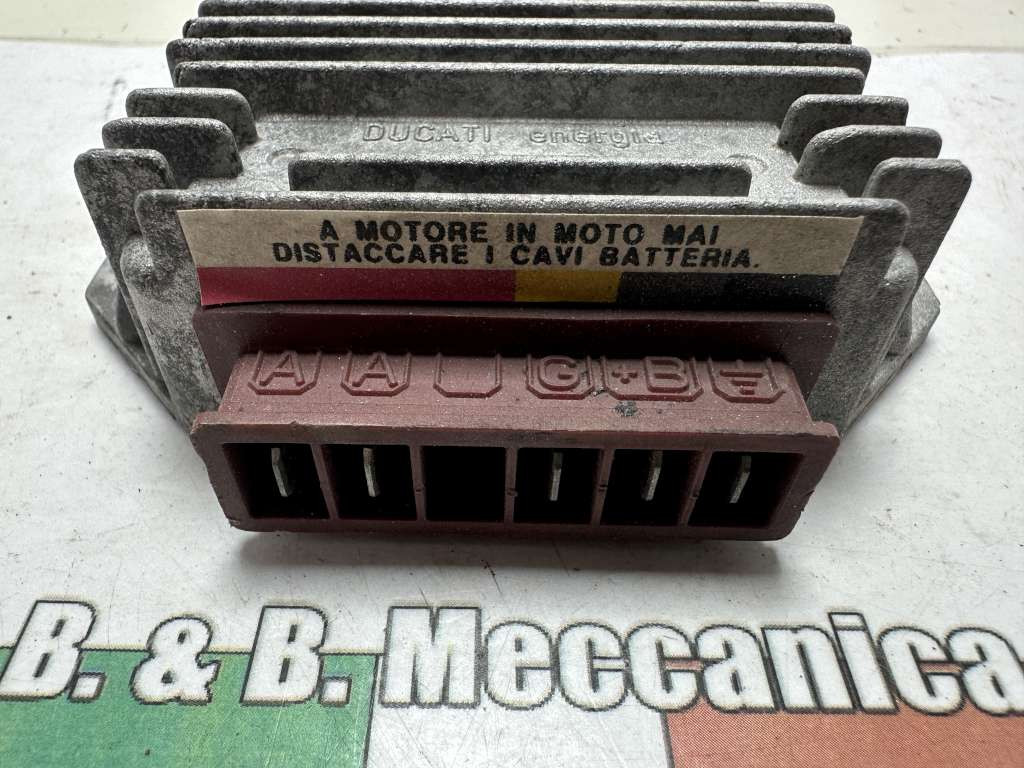 DUCATI energia
A MOTORE IN MOTO MAI
DISTACCARE I CAVI BATTERIA.
A A G +B
B. & B. Meccanica